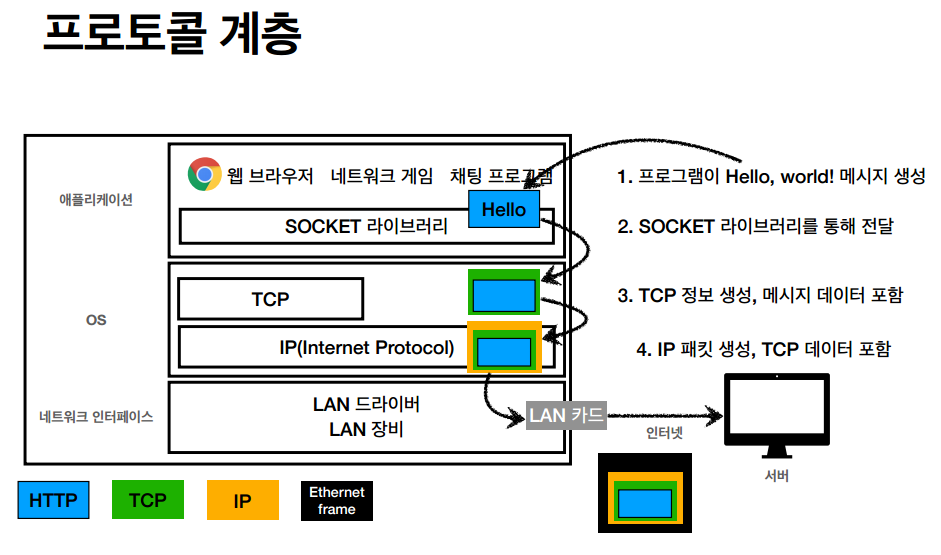 프로토콜 계층
애플리케이션
웹 브라우저 네트워크 게임 채팅 프로그램
Hello
SOCKET 라이브러리
1. 프로그램이 Hello, world! 메시지 생성
2. SOCKET 라이브러리를 통해 전달
OS
TCP
IP(Internet Protocol)
3. TCP 정보 생성, 메시지 데이터 포함
4. IP 패킷 생성, TCP 데이터 포함
네트워크 인터페이스
LAN 드라이버
LAN 장비
LAN 카드
인터넷
서버
HTTP
TCP
IP
Ethernet
frame